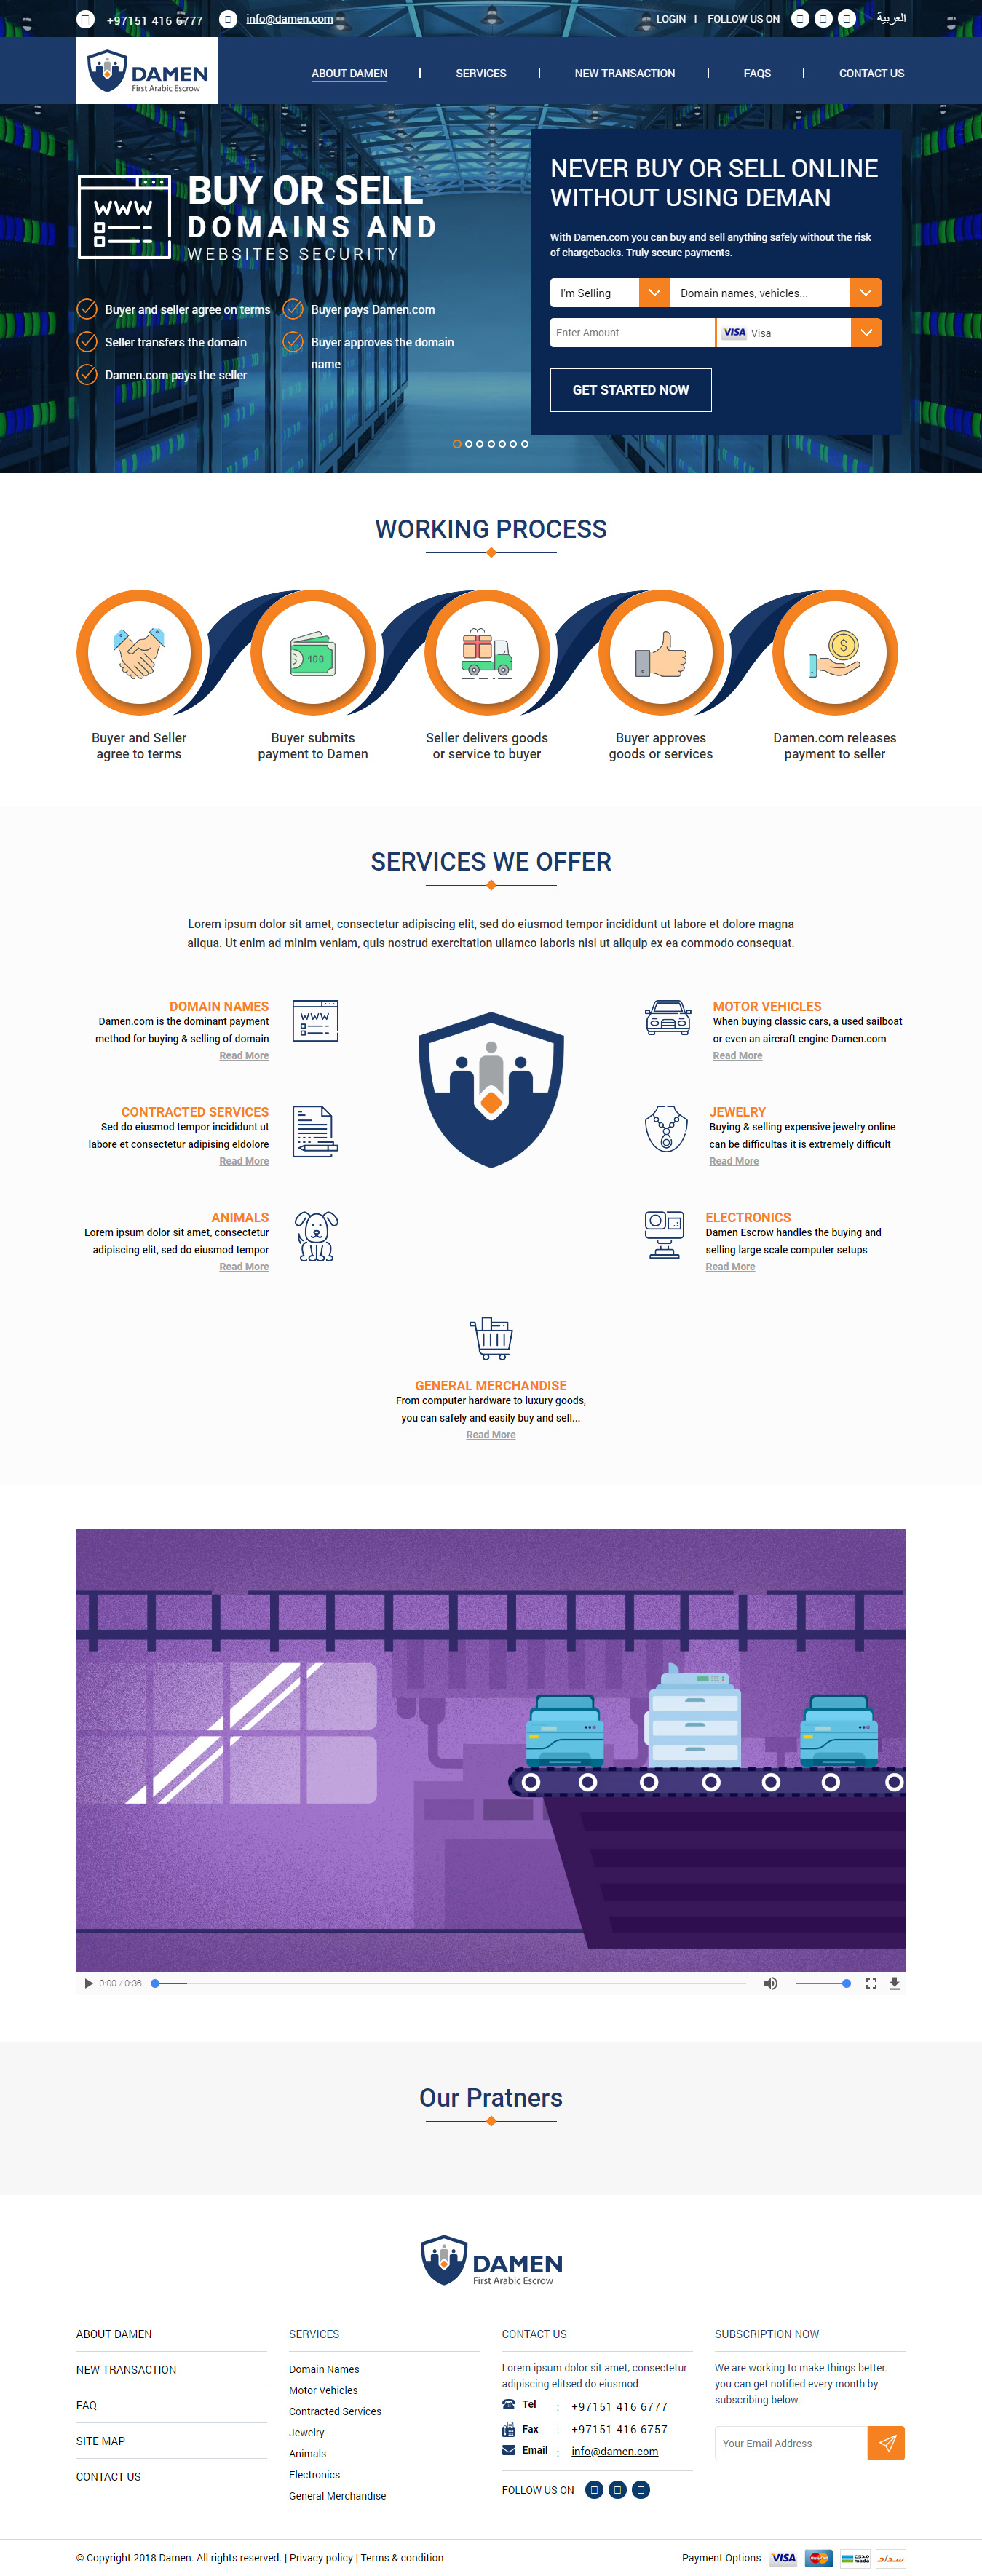 +97151 416 6777
info@damen.com
LOGIN | FOLLOW US ON
العربية
DAMEN
First Arabic Escrow
ABOUT DAMEN | SERVICES | NEW TRANSACTION | FAQS | CONTACT US
WWW
BUY OR SELL
DOMAINS AND
WEBSITES SECURITY
Buyer and seller agree on terms
Buyer pays Damen.com
Seller transfers the domain
Buyer approves the domain
name
Damen.com pays the seller
NEVER BUY OR SELL ONLINE
WITHOUT USING DEMAN
With Damen.com you can buy and sell anything safely without the risk
of chargebacks. Truly secure payments.
I'm Selling
Domain names, vehicles...
Enter Amount
VISA Visa
GET STARTED NOW
WORKING PROCESS
100
$
Buyer and Seller
agree to terms
Buyer submits
payment to Damen
Seller delivers goods
or service to buyer
Buyer approves
goods or services
Damen.com releases
payment to seller
SERVICES WE OFFER
Lorem ipsum dolor sit amet, consectetur adipiscing elit, sed do eiusmod tempor incididunt ut labore et dolore magna
aliqua. Ut enim ad minim veniam, quis nostrud exercitation ullamco laboris nisi ut aliquip ex ea commodo consequat.
DOMAIN NAMES
Damen.com is the dominant payment
method for buying & selling of domain
Read More
WWW
MOTOR VEHICLES
When buying classic cars, a used sailboat
or even an aircraft engine Damen.com
Read More
CONTRACTED SERVICES
Sed do eiusmod tempor incididunt ut
labore et consectetur adipising eldolore
Read More
JEWELRY
Buying & selling expensive jewelry online
can be difficultas it is extremely difficult
Read More
ANIMALS
Lorem ipsum dolor sit amet, consectetur
adipiscing elit, sed do eiusmod tempor
Read More
ELECTRONICS
Damen Escrow handles the buying and
selling large scale computer setups
Read More
GENERAL MERCHANDISE
From computer hardware to luxury goods,
you can safely and easily buy and sell...
Read More
0:00 / 0:36
Our Pratners
DAMEN
First Arabic Escrow
ABOUT DAMEN
NEW TRANSACTION
FAQ
SITE MAP
CONTACT US
SERVICES
Domain Names
Motor Vehicles
Contracted Services
Jewelry
Animals
Electronics
General Merchandise
CONTACT US
Lorem ipsum dolor sit amet, consectetur
adipiscing elitsed do eiusmod
Tel : +97151 416 6777
Fax : +97151 416 6757
Email : info@damen.com
FOLLOW US ON
SUBSCRIPTION NOW
We are working to make things better.
you can get notified every month by
subscribing below.
Your Email Address
© Copyright 2018 Damen. All rights reserved. | Privacy policy | Terms & condition
Payment Options
VISA
MasterCard
mada
سداد